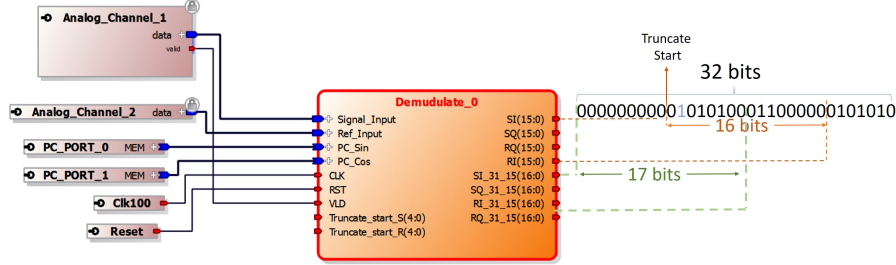 Analog_Channel_1
data
valid
Analog_Channel_2 data
PC_PORT_0 MEM
PC_PORT_1 MEM
Clk100
Reset
Demudulate_0
Signal_Input SI(15:0)
Ref_Input SQ(15:0)
PC_Sin RQ(15:0)
PC_Cos RI(15:0)
CLK SI_31_15(16:0)
RST SQ_31_15(16:0)
VLD RI_31_15(16:0)
Truncate_start_S(4:0) RQ_31_15(16:0)
Truncate_start_R(4:0)
Truncate
Start
32 bits
00000000000101010001100000010101​0
16 bits
17 bits